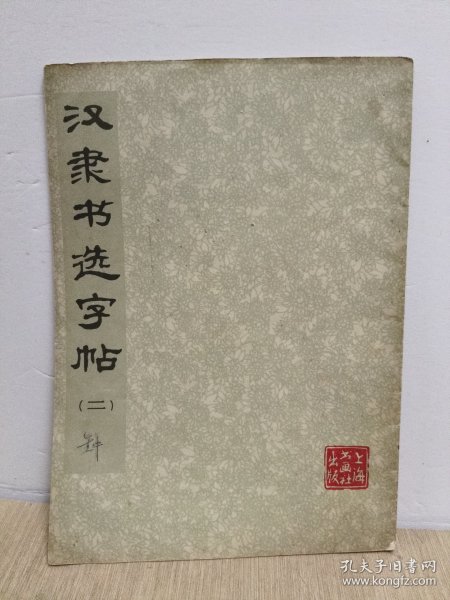 汉隶书选字帖
(二)
上海
书画社
出版
孔夫子旧书网
www.kongfz.com